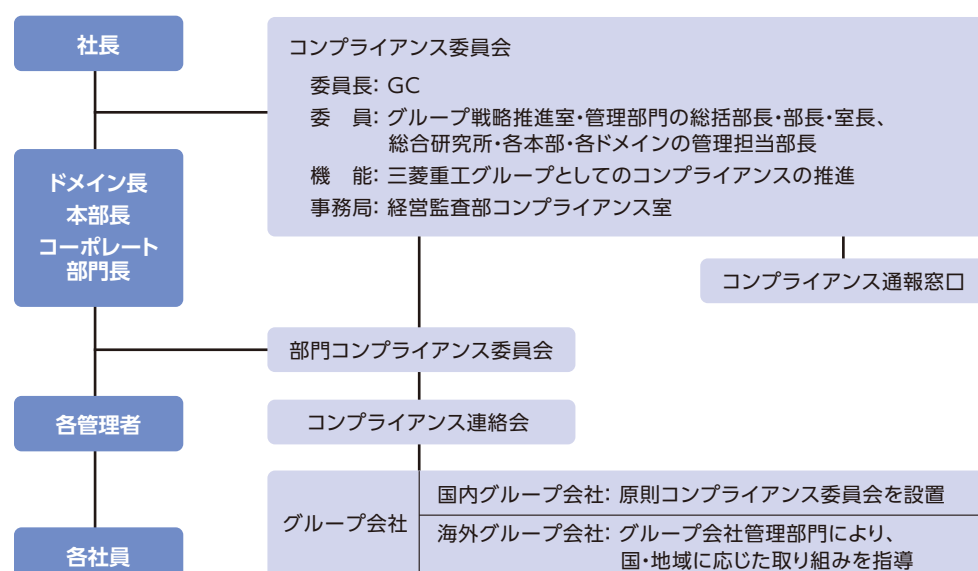 社長
コンプライアンス委員会
委員長: GC
委　員: グループ戦略推進室・管理部門の総括部長・部長・室長、
総合研究所・各本部・各ドメインの管理担当部長
機　能: 三菱重工グループとしてのコンプライアンスの推進
事務局: 経営監査部コンプライアンス室
ドメイン長
本部長
コーポレート
部門長
コンプライアンス通報窓口
部門コンプライアンス委員会
各管理者
コンプライアンス連絡会
グループ会社
国内グループ会社: 原則コンプライアンス委員会を設置
海外グループ会社: グループ会社管理部門により、
国・地域に応じた取り組みを指導
各社員